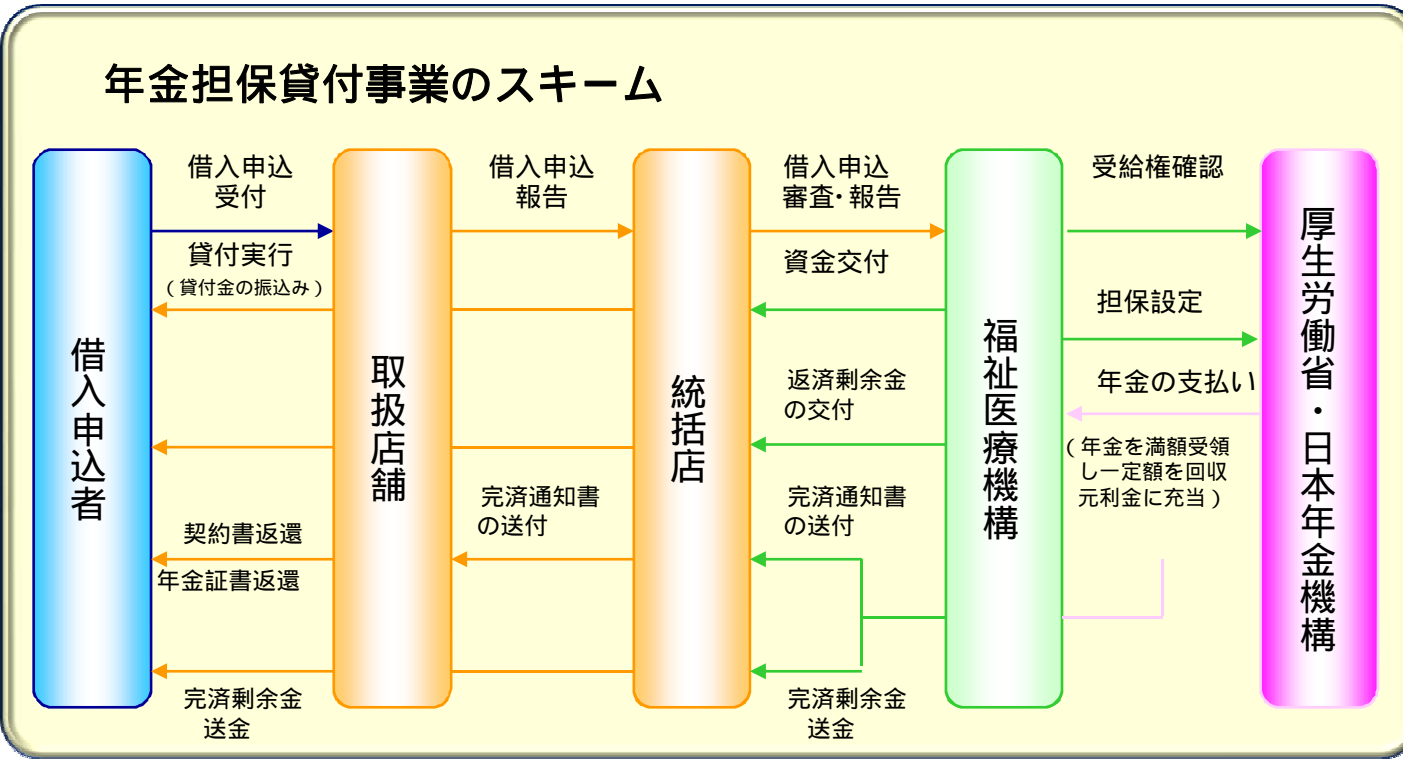 年金担保貸付事業のスキーム
借入申込者
借入申込
受付
貸付実行
(貸付金の振込み)
契約書返還
年金証書返還
完済剰余金
送金
取扱店舗
借入申込
報告
完済通知書
の送付
統括店
借入申込
審査・報告
資金交付
返済剰余金
の交付
完済通知書
の送付
完済剰余金
送金
福祉医療機構
受給権確認
担保設定
年金の支払い
(年金を満額受領
し一定額を回収
元利金に充当)
厚生労働省・日本年金機構